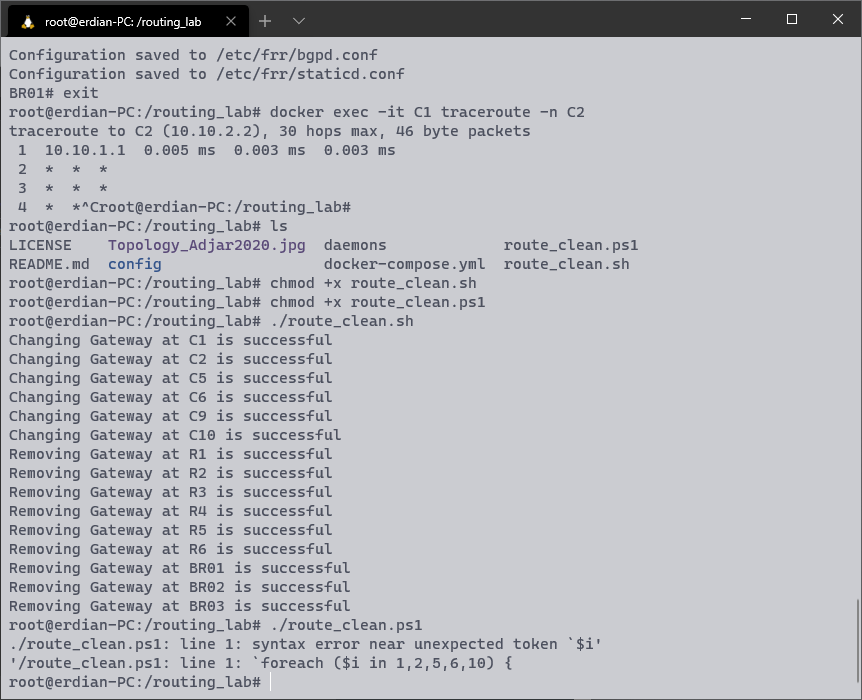 root@erdian-PC: /routing_lab
Configuration saved to /etc/frr/bgpd.conf
Configuration saved to /etc/frr/staticd.conf
BR01# exit
root@erdian-PC:/routing_lab# docker exec -it C1 traceroute -n C2
traceroute to C2 (10.10.2.2), 30 hops max, 46 byte packets
 1  10.10.1.1  0.005 ms  0.003 ms  0.003 ms
 2  *  *  *
 3  *  *  *
 4  *  *^Croot@erdian-PC:/routing_lab#
root@erdian-PC:/routing_lab# ls
LICENSE    Topology_Adjar2020.jpg  daemons             route_clean.ps1
README.md  config                  docker-compose.yml  route_clean.sh
root@erdian-PC:/routing_lab# chmod +x route_clean.sh
root@erdian-PC:/routing_lab# chmod +x route_clean.ps1
root@erdian-PC:/routing_lab# ./route_clean.sh
Changing Gateway at C1 is successful
Changing Gateway at C2 is successful
Changing Gateway at C5 is successful
Changing Gateway at C6 is successful
Changing Gateway at C9 is successful
Changing Gateway at C10 is successful
Removing Gateway at R1 is successful
Removing Gateway at R2 is successful
Removing Gateway at R3 is successful
Removing Gateway at R4 is successful
Removing Gateway at R5 is successful
Removing Gateway at R6 is successful
Removing Gateway at BR01 is successful
Removing Gateway at BR02 is successful
Removing Gateway at BR03 is successful
root@erdian-PC:/routing_lab# ./route_clean.ps1
./route_clean.ps1: line 1: syntax error near unexpected token `$i'
'/route_clean.ps1: line 1: `foreach ($i in 1,2,5,6,10) {
root@erdian-PC:/routing_lab#